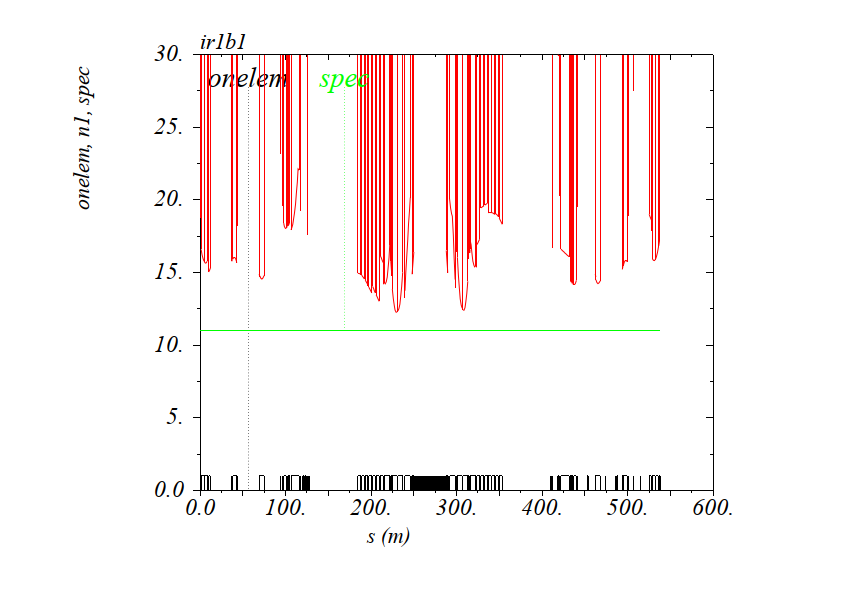 ir1b1
onelem spec
onelem, n1, spec
30.
25.
20.
15.
10.
5.
0.0
0.0 100. 200. 300. 400. 500. 600.
s (m)